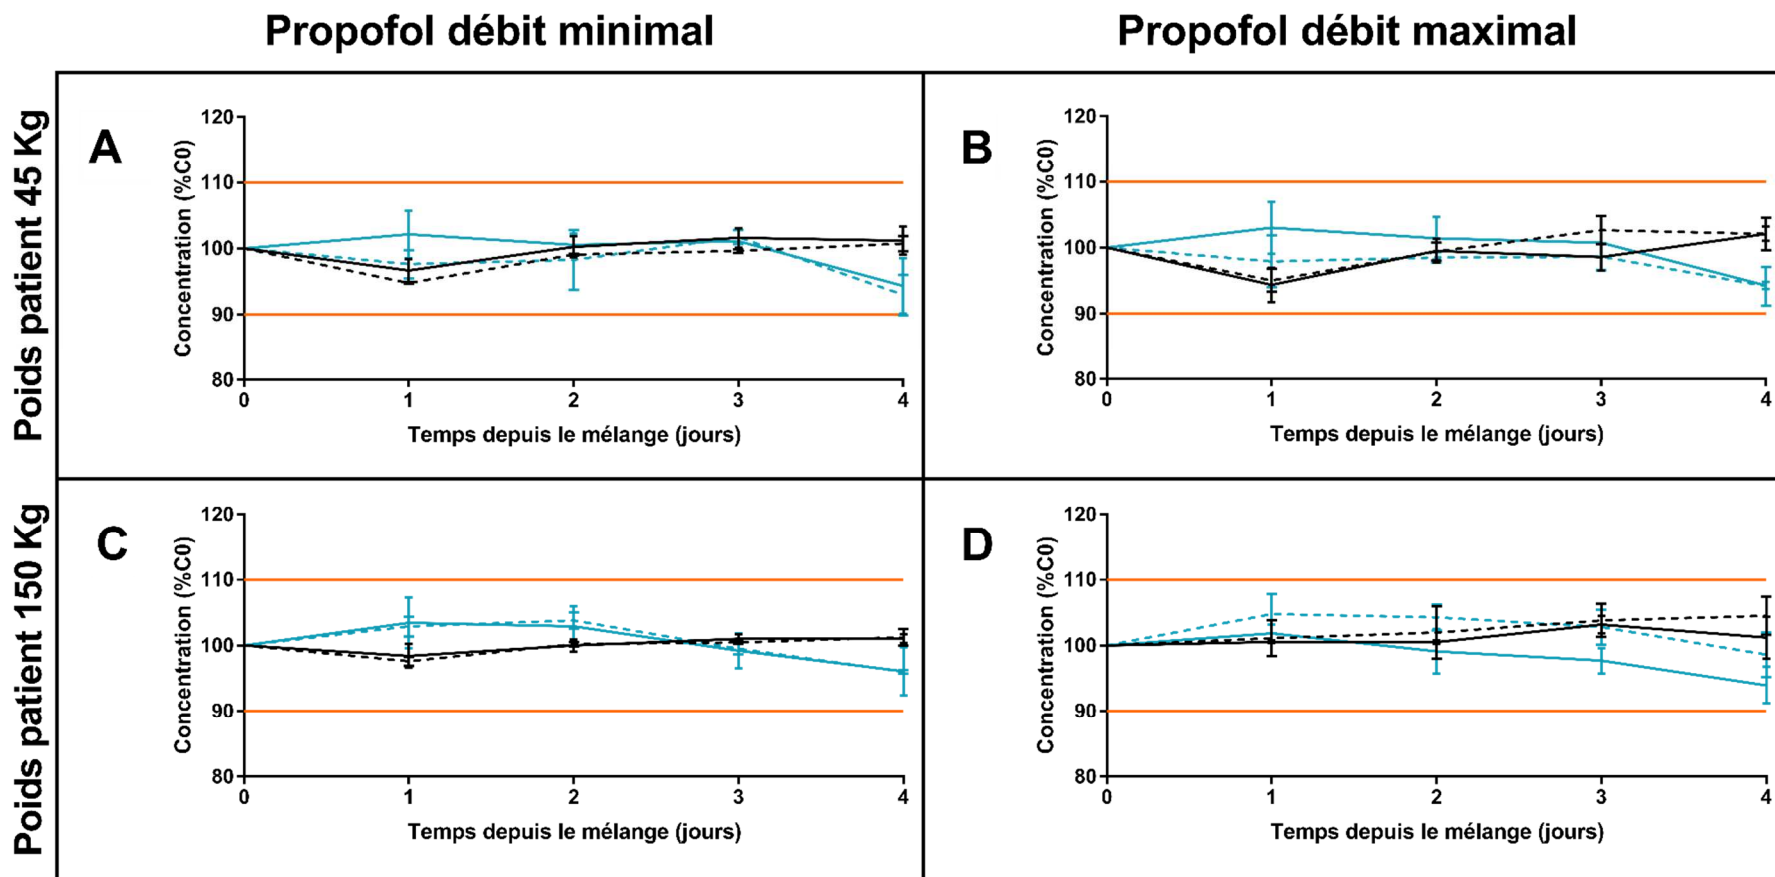 Propofol débit minimal
Propofol débit maximal
Poids patient 45 Kg
A
Concentration (%C0)
120
110
100
90
80
0 1 2 3 4
Temps depuis le mélange (jours)
B
Concentration (%C0)
120
110
100
90
80
0 1 2 3 4
Temps depuis le mélange (jours)
Poids patient 150 Kg
C
Concentration (%C0)
120
110
100
90
80
0 1 2 3 4
Temps depuis le mélange (jours)
D
Concentration (%C0)
120
110
100
90
80
0 1 2 3 4
Temps depuis le mélange (jours)